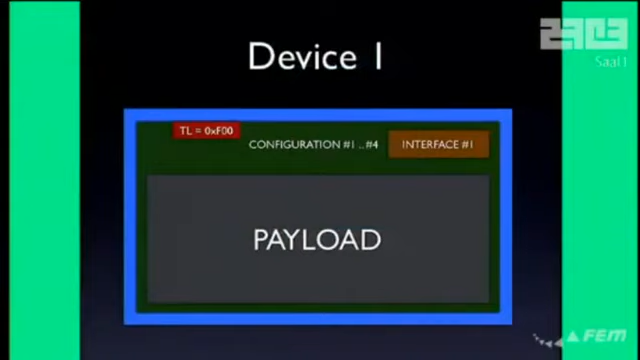 Device 1
Saal1
TL = 0xF00
CONFIGURATION #1 .. #4
INTERFACE #1
PAYLOAD
FEM